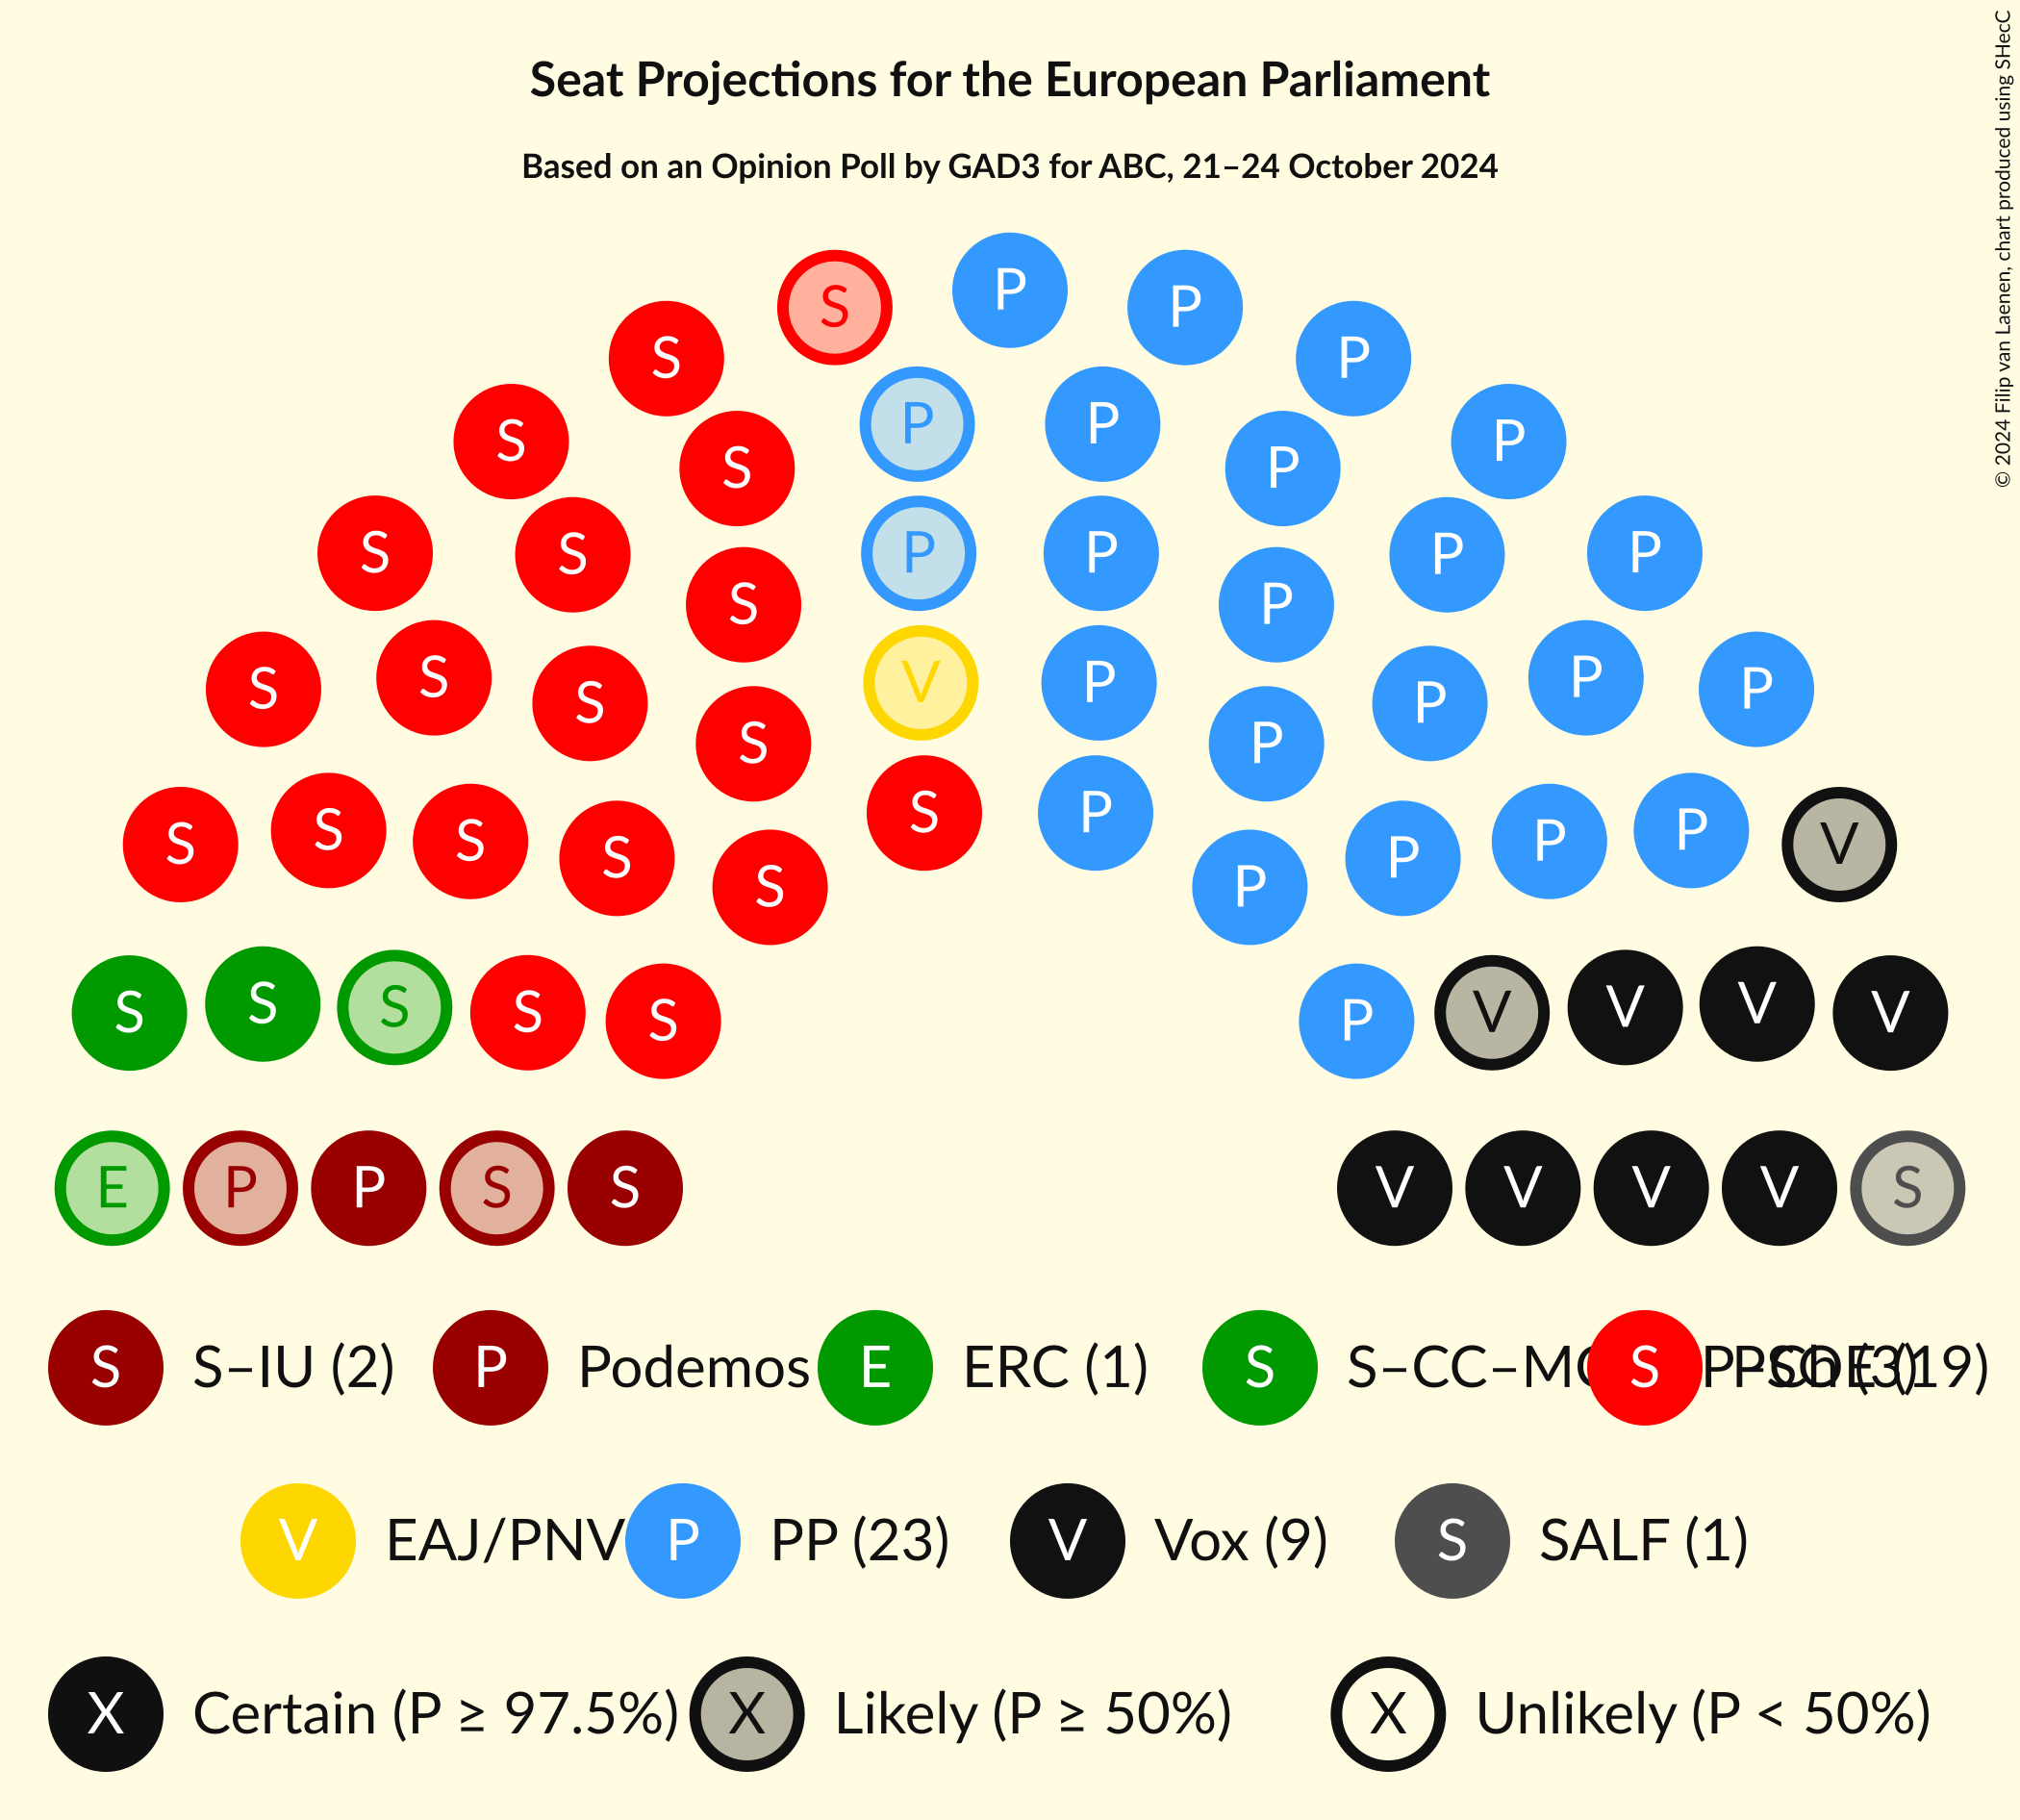 Seat Projections for the European Parliament
Based on an Opinion Poll by GAD3 for ABC, 21–24 October 2024
© 2024 Filip van Laenen, chart produced using SHecC
S P P P
S P
S P P P P
S S P P
S S P P P P
S S P P
S S V P P P
S S S P P P
S S S S P P P V
S S P P
S S S S S P V V V V
E P P S S V V V V S
S S–IU (2) P Podemos E ERC (1) S S–CC–M S PSOE (19)
V EAJ/PNV P PP (23) V Vox (9) S SALF (1)
X Certain (P ≥ 97.5%) X Likely (P ≥ 50%) X Unlikely (P < 50%)